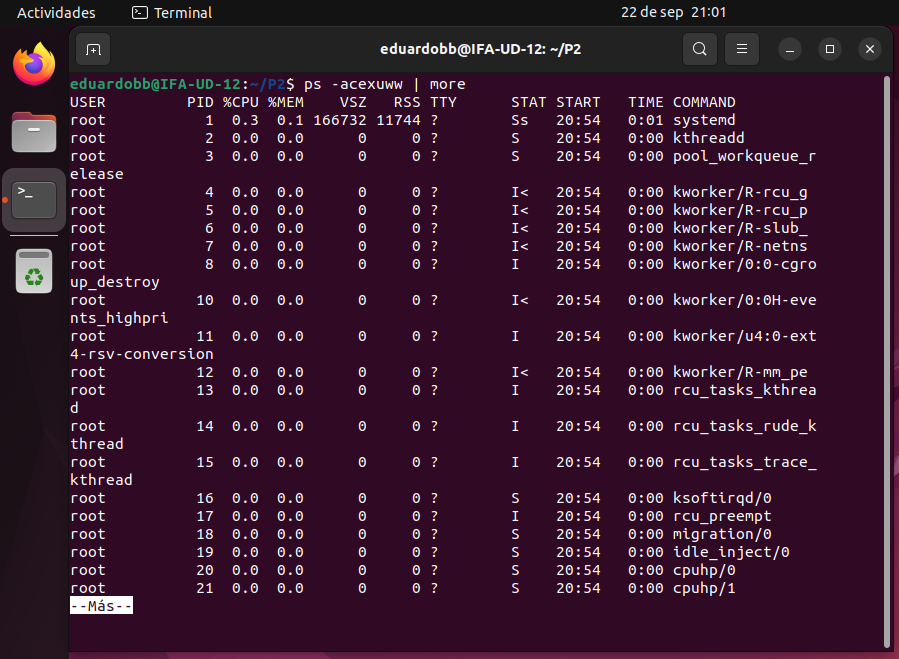 Actividades Terminal 22 de sep 21:01
eduardobb@IFA-UD-12: ~/P2
eduardobb@IFA-UD-12:~/P2$ ps -acexuww | more
USER         PID %CPU %MEM    VSZ   RSS TTY      STAT START   TIME COMMAND
root           1  0.3  0.1 166732 11744 ?        Ss   20:54   0:01 systemd
root           2  0.0  0.0      0     0 ?        S    20:54   0:00 kthreadd
root           3  0.0  0.0      0     0 ?        S    20:54   0:00 pool_workqueue_r
elease
root           4  0.0  0.0      0     0 ?        I<   20:54   0:00 kworker/R-rcu_g
root           5  0.0  0.0      0     0 ?        I<   20:54   0:00 kworker/R-rcu_p
root           6  0.0  0.0      0     0 ?        I<   20:54   0:00 kworker/R-slub_
root           7  0.0  0.0      0     0 ?        I<   20:54   0:00 kworker/R-netns
root           8  0.0  0.0      0     0 ?        I    20:54   0:00 kworker/0:0-cgro
up_destroy
root          10  0.0  0.0      0     0 ?        I<   20:54   0:00 kworker/0:0H-eve
nts_highpri
root          11  0.0  0.0      0     0 ?        I    20:54   0:00 kworker/u4:0-ext
4-rsv-conversion
root          12  0.0  0.0      0     0 ?        I<   20:54   0:00 kworker/R-mm_pe
root          13  0.0  0.0      0     0 ?        I    20:54   0:00 rcu_tasks_kthrea
d
root          14  0.0  0.0      0     0 ?        I    20:54   0:00 rcu_tasks_rude_k
thread
root          15  0.0  0.0      0     0 ?        I    20:54   0:00 rcu_tasks_trace_
kthread
root          16  0.0  0.0      0     0 ?        S    20:54   0:00 ksoftirqd/0
root          17  0.0  0.0      0     0 ?        I    20:54   0:00 rcu_preempt
root          18  0.0  0.0      0     0 ?        S    20:54   0:00 migration/0
root          19  0.0  0.0      0     0 ?        S    20:54   0:00 idle_inject/0
root          20  0.0  0.0      0     0 ?        S    20:54   0:00 cpuhp/0
root          21  0.0  0.0      0     0 ?        S    20:54   0:00 cpuhp/1
--Más--